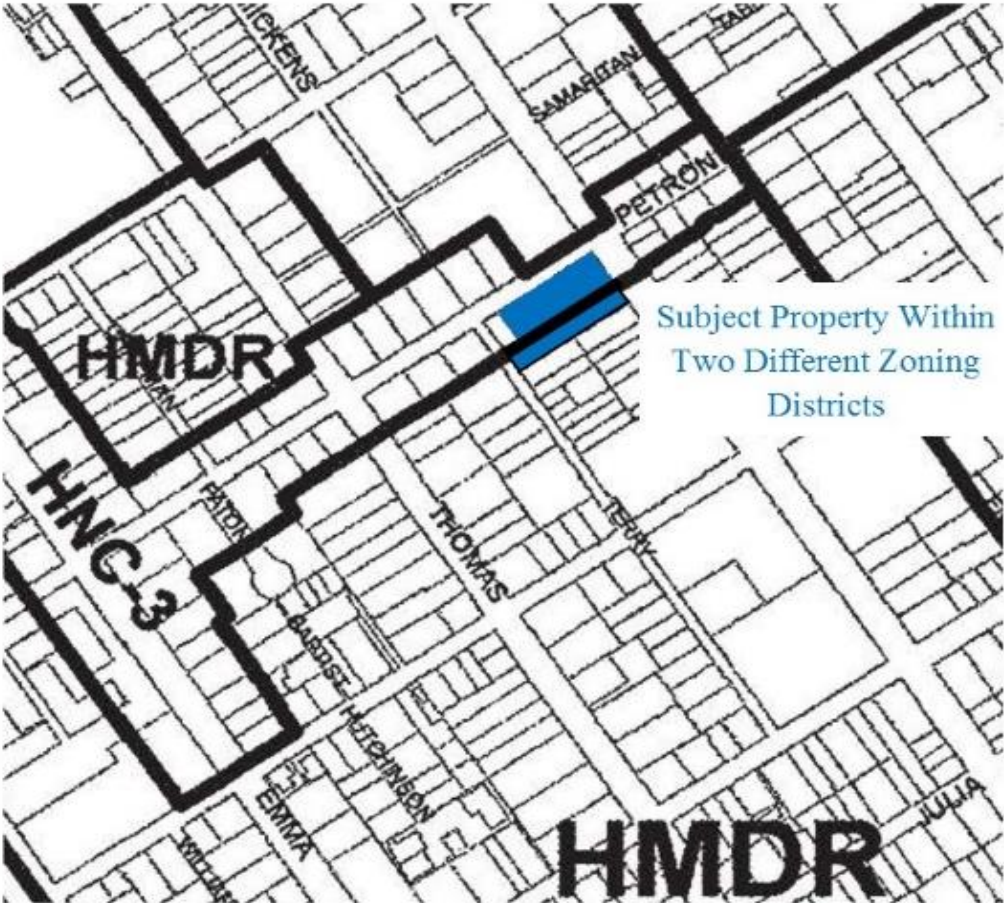 ICKENS
SAMARITAN
PETRON
HMDR
Subject Property Within
Two Different Zoning
Districts
HNC-3
PATON
THOMAS
TERRY
BAPTIST
HUTCHINSON
EMMA
JULIA
HMDR